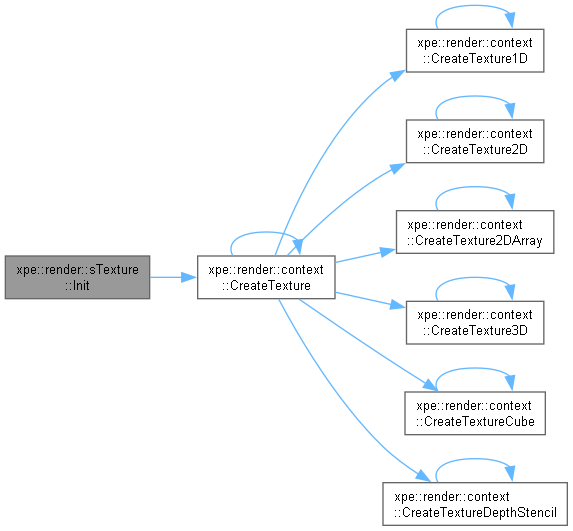 xpe::render::sTexture
::Init
xpe::render::context
::CreateTexture
xpe::render::context
::CreateTexture1D
xpe::render::context
::CreateTexture2D
xpe::render::context
::CreateTexture2DArray
xpe::render::context
::CreateTexture3D
xpe::render::context
::CreateTextureCube
xpe::render::context
::CreateTextureDepthStencil